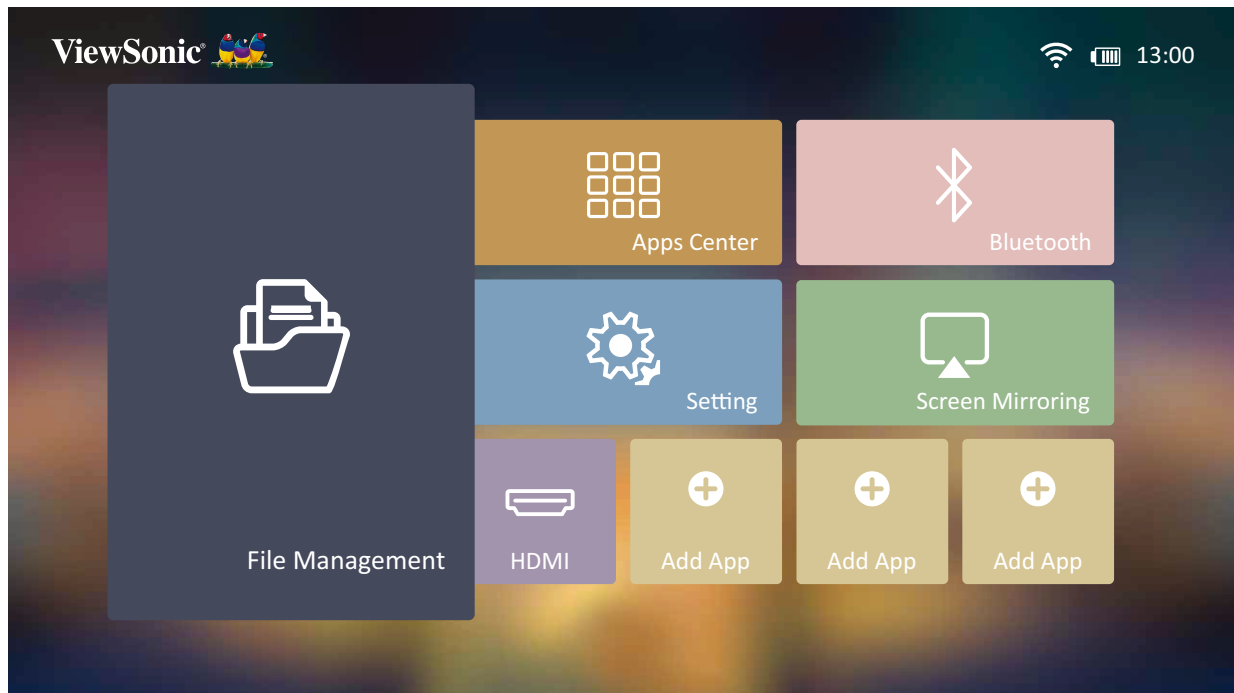 ViewSonic®
13:00
Apps Center
Bluetooth
Setting
Screen Mirroring
File Management
HDMI
Add App
Add App
Add App